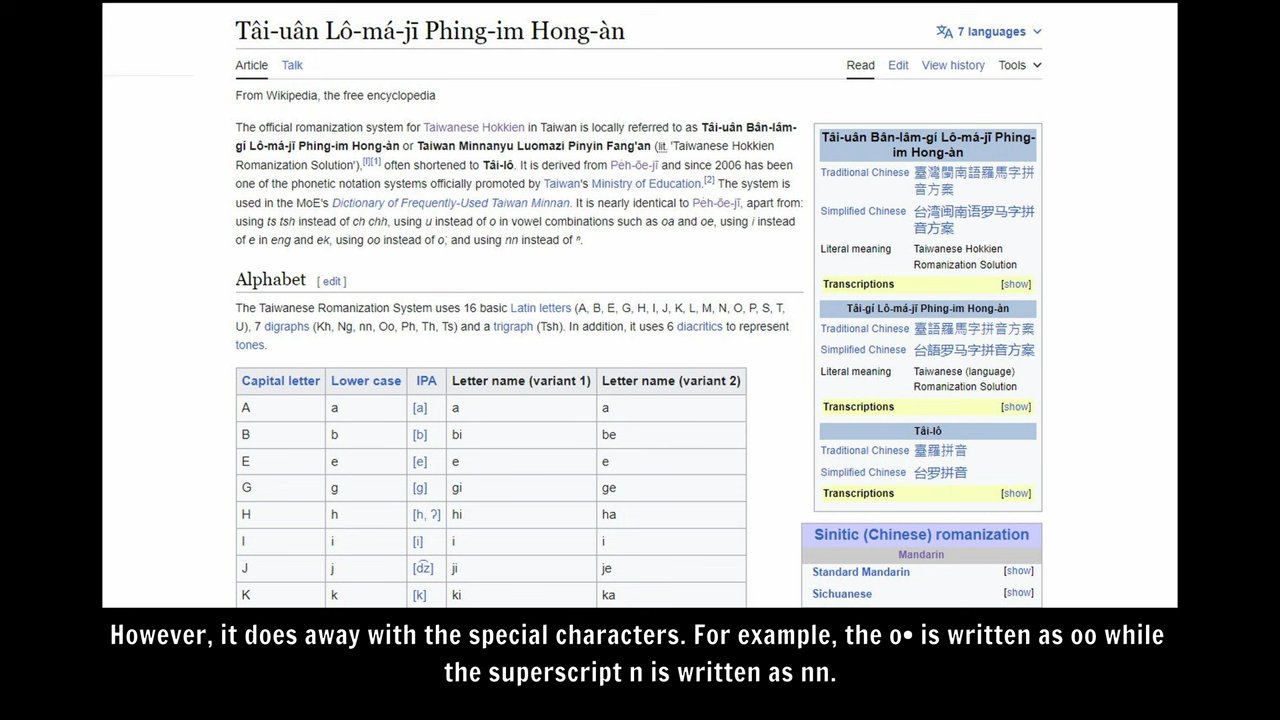 Tâi-uân Lô-má-jī Phing-im Hong-àn
7 languages
Article Talk
Read Edit View history Tools
From Wikipedia, the free encyclopedia
The official romanization system for Taiwanese Hokkien in Taiwan is locally referred to as Tâi-uân Bân-lâm-
gí Lô-má-jī Phing-im Hong-àn or Taiwan Minnanyu Luomazi Pinyin Fang'an (lit. 'Taiwanese Hokkien
Romanization Solution'),[I][1] often shortened to Tâi-lô. It is derived from Pe̍h-ōe-jī and since 2006 has been
one of the phonetic notation systems officially promoted by Taiwan's Ministry of Education.[2] The system is
used in the MoE's Dictionary of Frequently-Used Taiwan Minnan. It is nearly identical to Pe̍h-ōe-jī, apart from:
using ts tsh instead of ch chh, using u instead of o in vowel combinations such as oa and oe, using i instead
of e in eng and ek, using oo instead of o͘, and using nn instead of ⁿ.
Alphabet [ edit ]
The Taiwanese Romanization System uses 16 basic Latin letters (A, B, E, G, H, I, J, K, L, M, N, O, P, S, T,
U), 7 digraphs (Kh, Ng, nn, Oo, Ph, Th, Ts) and a trigraph (Tsh). In addition, it uses 6 diacritics to represent
tones.
Capital letter Lower case IPA Letter name (variant 1) Letter name (variant 2)
A a [a] a a
B b [b] bi be
E e [e] e e
G g [g] gi ge
H h [h, ʔ] hi ha
I i [i] i i
J j [d͡z] ji je
K k [k] ki ka
Tâi-uân Bân-lâm-gí Lô-má-jī Phing-
im Hong-àn
Traditional Chinese 臺灣閩南語羅馬字拼
音方案
Simplified Chinese 台湾闽南语罗马字拼
音方案
Literal meaning Taiwanese Hokkien
Romanization Solution
Transcriptions [show]
Tâi-gí Lô-má-jī Phing-im Hong-àn
Traditional Chinese 臺語羅馬字拼音方案
Simplified Chinese 台語罗马字拼音方案
Literal meaning Taiwanese (language)
Romanization Solution
Transcriptions [show]
Tâi-lô
Traditional Chinese 臺羅拼音
Simplified Chinese 台罗拼音
Transcriptions [show]
Sinitic (Chinese) romanization
Mandarin
Standard Mandarin [show]
Sichuanese [show]
However, it does away with the special characters. For example, the o• is written as oo while
the superscript n is written as nn.